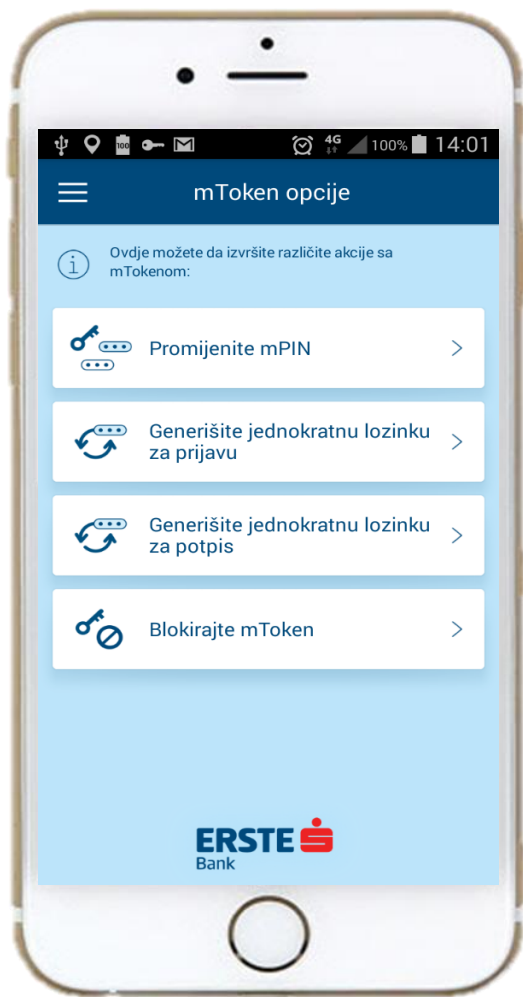 100 4G 100% 14:01
mToken opcije
Ovdje možete da izvršite različite akcije sa
mTokenom:
Promijenite mPIN
Generišite jednokratnu lozinku
za prijavu
Generišite jednokratnu lozinku
za potpis
Blokirajte mToken
ERSTE
Bank